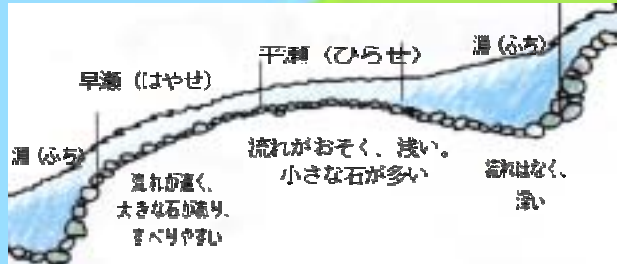 淵（ふち）
早瀬（はやせ）
平瀬（ひらせ）
淵（ふち）
流れが速く、
大きな石があり、
すべりやすい
流れがおそく、浅い。
小さな石が多い
流れはなく、
深い